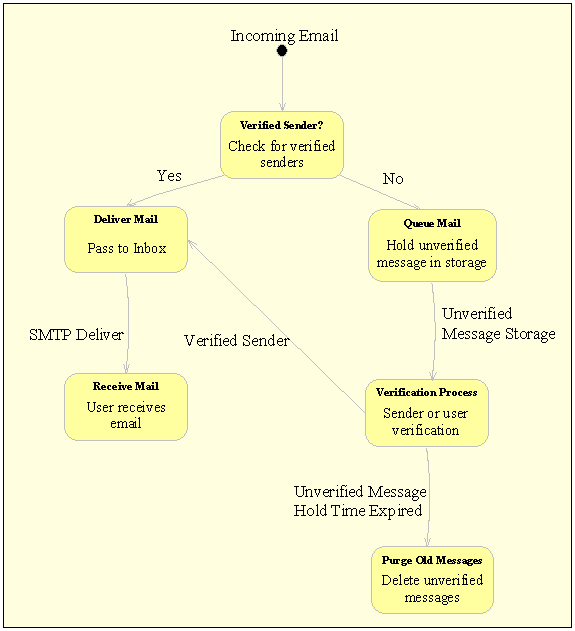 Incoming Email
Verified Sender?
Check for verified
senders
Yes
No
Deliver Mail
Pass to Inbox
Queue Mail
Hold unverified
message in storage
SMTP Deliver
Verified Sender
Unverified
Message Storage
Receive Mail
User receives
email
Verification Process
Sender or user
verification
Unverified Message
Hold Time Expired
Purge Old Messages
Delete unverified
messages